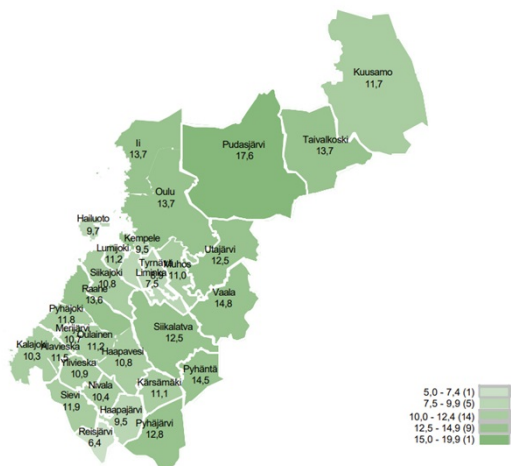 Kuusamo
11,7
Ii
13,7
Pudasjärvi
17,6
Taivalkoski
13,7
Oulu
13,7
Hailuoto
9,7
Kempele
9,5
Utajärvi
12,5
Lumijoki
11,2
Muhos
11,0
Liminka
7,5
Siikajoki
10,8
Raahe
13,6
Vaala
14,8
Pyhäjoki
11,8
Merijärvi
10,7
Siikalatva
12,5
Oulainen
11,2
Kalajoki
10,3
Alavieska
11,5
Haapavesi
10,8
Ylivieska
10,9
Pyhäntä
14,5
Kärsämäki
11,1
Nivala
10,4
Sievi
11,9
Haapajärvi
9,5
Reisjärvi
6,4
Pyhäjärvi
12,8
5,0 - 7,4 (1)
7,5 - 9,9 (5)
10,0 - 12,4 (14)
12,5 - 14,9 (9)
15,0 - 19,9 (1)